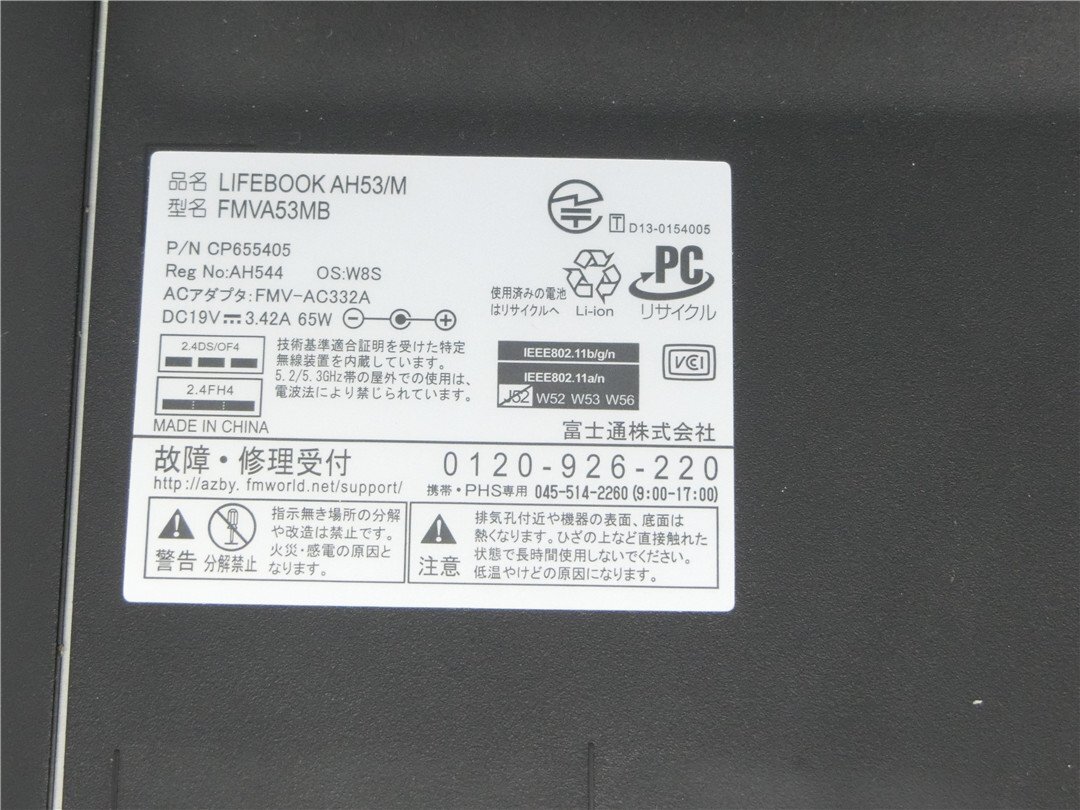 品名 LIFEBOOK AH53/M
型名 FMVA53MB
P/N CP655405
Reg No:AH544 OS:W8S
ACアダプタ:FMV-AC332A
DC19V 3.42A 65W
T D13-0154005
使用済みの電池
はリサイクルへ
Li-ion
PC
リサイクル
2.4DS/OF4
2.4FH4
技術基準適合証明を受けた特定
無線装置を内蔵しています。
5.2/5.3GHz帯の屋外での使用は、
電波法により禁じられています。
IEEE802.11b/g/n
IEEE802.11a/n
J52 W52 W53 W56
VCI
MADE IN CHINA
富士通株式会社
故障・修理受付 0120-926-220
http://azby.fmworld.net/support/ 携帯・PHS専用 045-514-2260(9:00-17:00)
警告
分解禁止
指示無き場所の分解
や改造は禁止です。
火災・感電の原因と
なります。
注意
排気孔付近や機器の表面、底面は
熱くなります。ひざの上など直接触れた
状態で長時間使用しないでください。
低温やけどの原因になります。